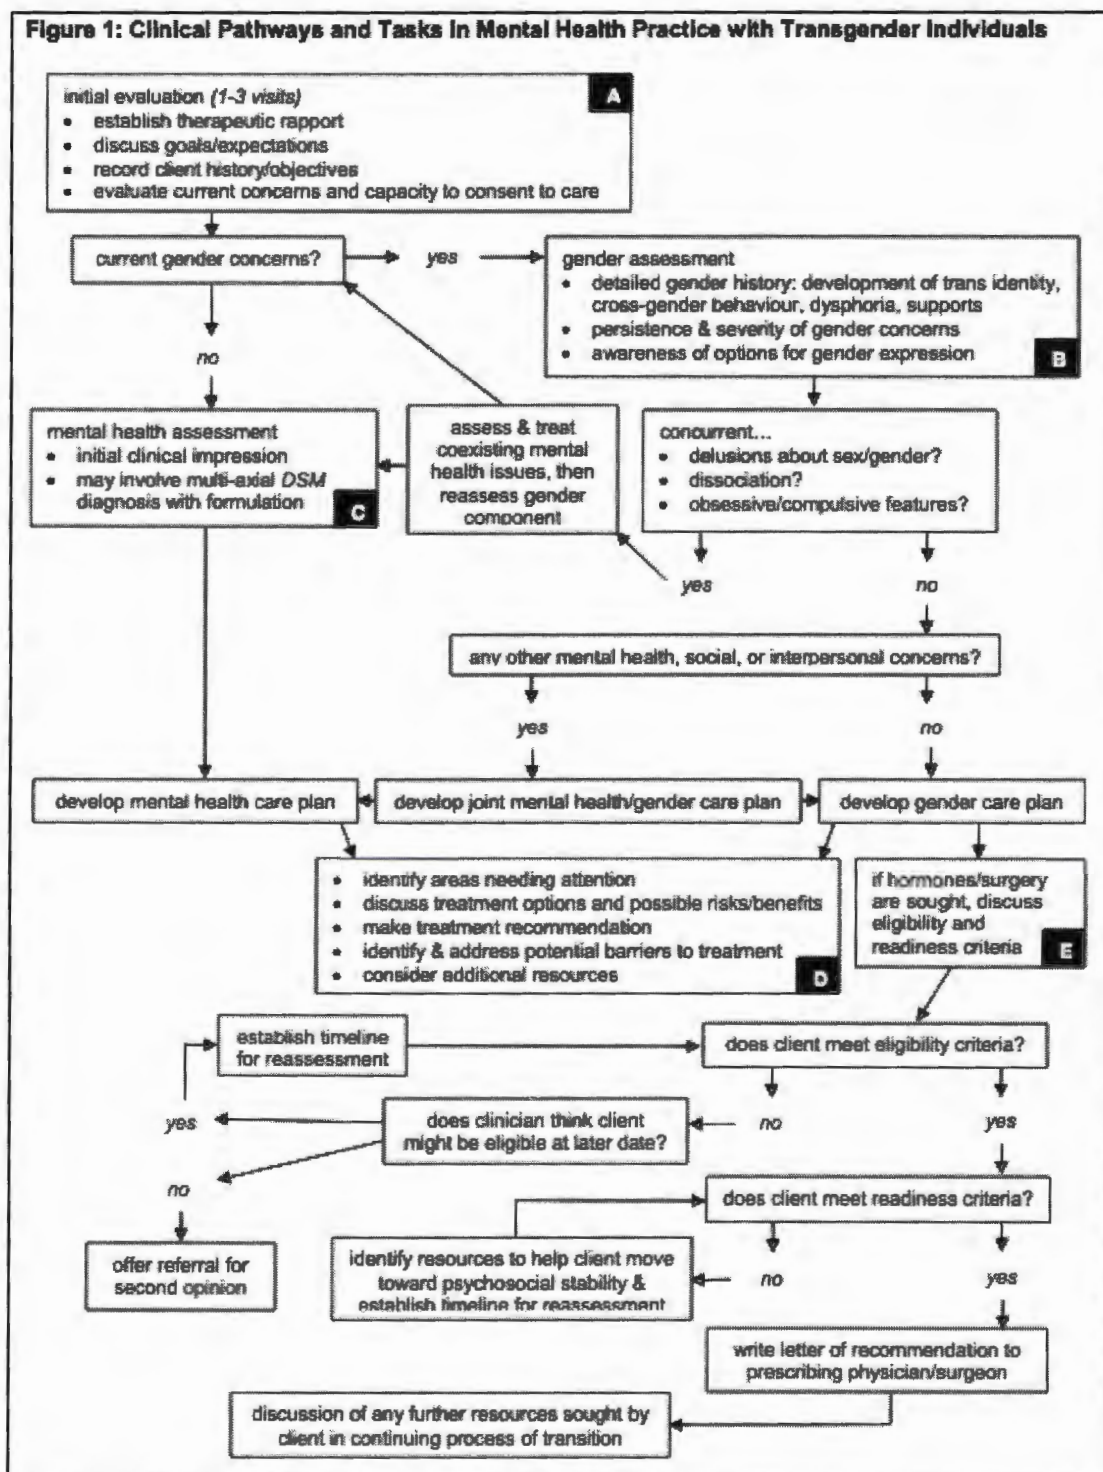 Figure 1: Clinical Pathways and Tasks in Mental Health Practice with Transgender Individuals
A
initial evaluation (1-3 visits)
• establish therapeutic rapport
• discuss goals/expectations
• record client history/objectives
• evaluate current concerns and capacity to consent to care
current gender concerns?
yes
no
gender assessment
• detailed gender history: development of trans identity,
cross-gender behaviour, dysphoria, supports
• persistence & severity of gender concerns
• awareness of options for gender expression
B
mental health assessment
• initial clinical impression
• may involve multi-axial DSM
diagnosis with formulation
C
assess & treat
coexisting mental
health issues, then
reassess gender
component
concurrent...
• delusions about sex/gender?
• dissociation?
• obsessive/compulsive features?
yes
no
any other mental health, social, or interpersonal concerns?
yes
no
develop mental health care plan
develop joint mental health/gender care plan
develop gender care plan
• identify areas needing attention
• discuss treatment options and possible risks/benefits
• make treatment recommendation
• identify & address potential barriers to treatment
• consider additional resources
D
if hormones/surgery
are sought, discuss
eligibility and
readiness criteria
E
establish timeline
for reassessment
does client meet eligibility criteria?
yes
does clinician think client
might be eligible at later date?
no
yes
no
does client meet readiness criteria?
offer referral for
second opinion
identify resources to help client move
toward psychosocial stability &
establish timeline for reassessment
no
yes
write letter of recommendation to
prescribing physician/surgeon
discussion of any further resources sought by
client in continuing process of transition